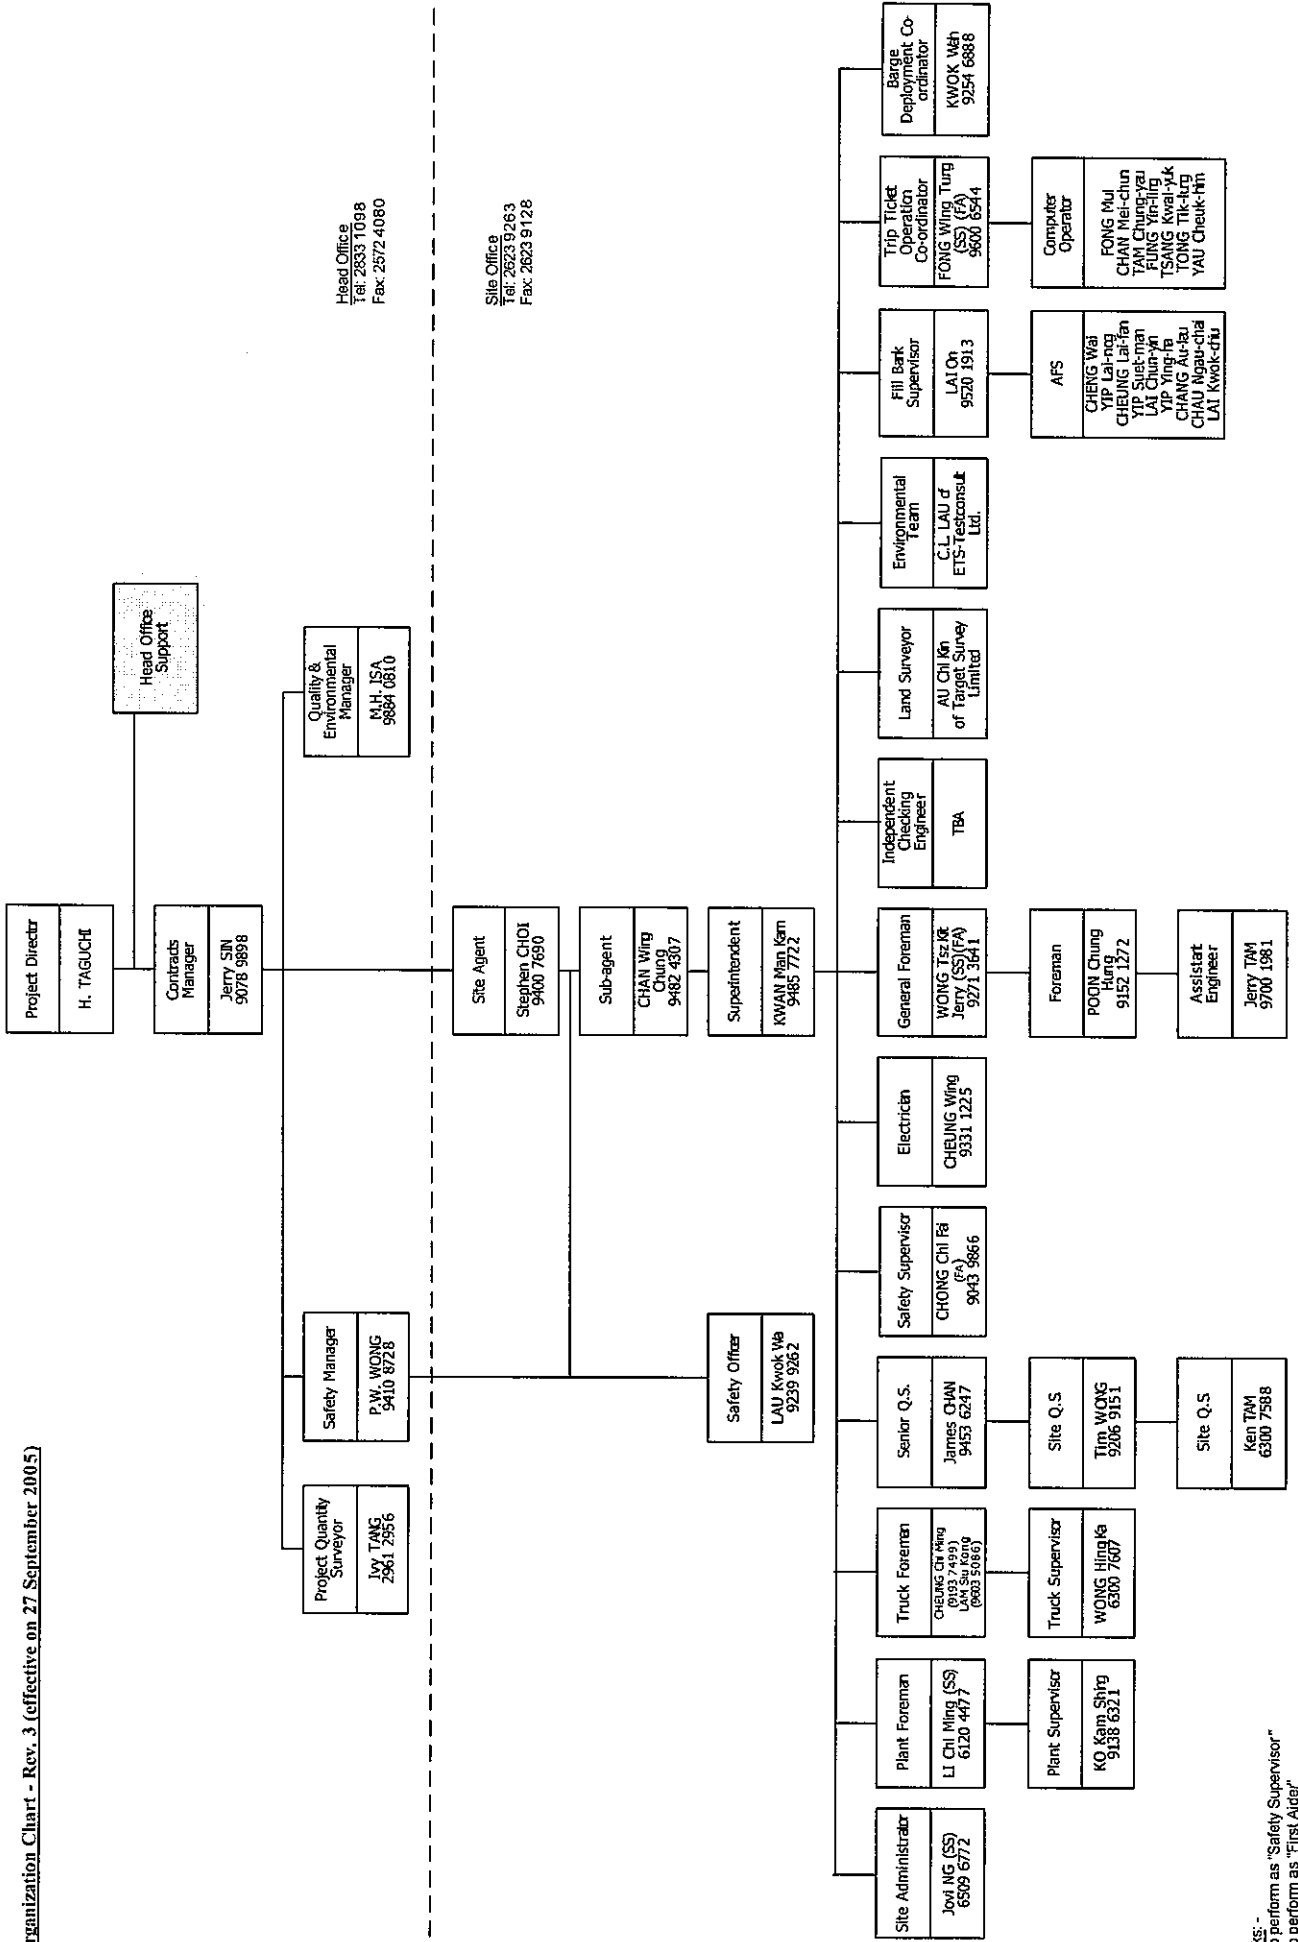 rganization Chart - Rev. 3 (effective on 27 September 2005)
Project Director
H. TAGUCHI
Head Office
Support
Contracts
Manager
Jerry SIN
9078 9898
Project Quantity
Surveyor
Ivy TANG
2961 2956
Safety Manager
P.W. WONG
9410 8728
Quality &
Environmental
Manager
M.H. ISA
9884 0810
Head Office
Tel: 2833 1098
Fax: 2572 4080
Site Office
Tel: 2623 9263
Fax: 2623 9128
Site Agent
Stephen CHOI
9400 7690
Sub-agent
CHAN Wing
Chung
9482 4307
Safety Officer
LAU Kwok Wa
9239 9262
Superintendent
KWAN Man Kam
9485 7722
Site Administrator
Jovi NG (SS)
6509 6772
Plant Foreman
LI Chi Ming (SS)
6120 4477
Truck Foreman
CHEUNG Chi Ming
(9193 7499)
LAM Siu Kong
(9603 5086)
Senior Q.S.
James CHAN
9453 6247
Safety Supervisor
CHONG Chi Fai
(FA)
9043 9866
Electrician
CHEUNG Wing
9331 1225
General Foreman
WONG Tsz Kit
Jerry (SS)(FA)
9271 3641
Independent
Checking
Engineer
TBA
Land Surveyor
AU Chi Kin
of Target Survey
Limited
Environmental
Team
C.L. LAU of
ETS-Testconsult
Ltd.
Fill Bank
Supervisor
LAI On
9520 1913
Trip Ticket
Operation
Co-ordinator
FONG Wing Tung
(SS) (FA)
9600 6544
Barge
Deployment Co-
ordinator
KWOK Wah
9254 6888
Plant Supervisor
KO Kam Shing
9138 6321
Truck Supervisor
WONG Hing Ka
6300 7607
Site Q.S
Tim WONG
9206 9151
Foreman
POON Chung
Hung
9152 1272
AFS
CHENG Wai
YIP Lai-ngo
CHEUNG Lai-fan
YIP Suet-man
LAI Chun-yin
YIP Ying-ha
CHANG Au-lau
CHAU Ngau-chai
LAI Kwok-chiu
Computer
Operator
FONG Mui
CHAN Mei-chun
TAM Chung-yau
FUNG Yin-ling
TSANG Kwai-yuk
TONG Tik-lung
YAU Cheuk-him
Site Q.S
Ken TAM
6300 7588
Assistant
Engineer
Jerry TAM
9700 1981
ks: -
perform as "Safety Supervisor"
perform as "First Aider"